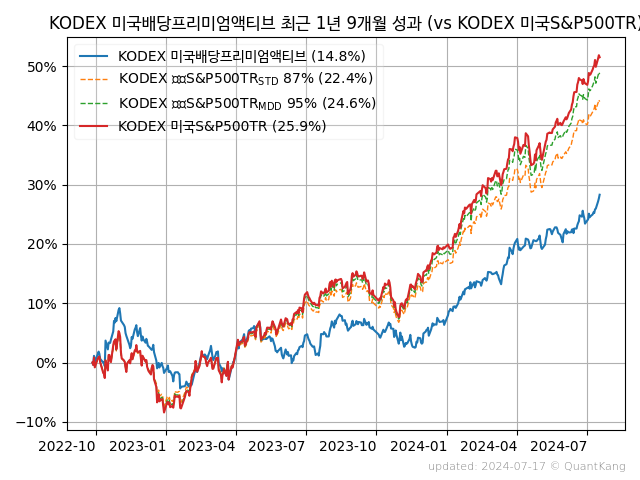 KODEX 미국배당프리미엄액티브 최근 1년 9개월 성과 (vs KODEX 미국S&P500TR)
KODEX 미국배당프리미엄액티브 (14.8%)
KODEX S&P500TR_STD 87% (22.4%)
KODEX S&P500TR_MDD 95% (24.6%)
KODEX 미국S&P500TR (25.9%)
50%
40%
30%
20%
10%
0%
−10%
2022-10 2023-01 2023-04 2023-07 2023-10 2024-01 2024-04 2024-07
updated: 2024-07-17 © QuantKang